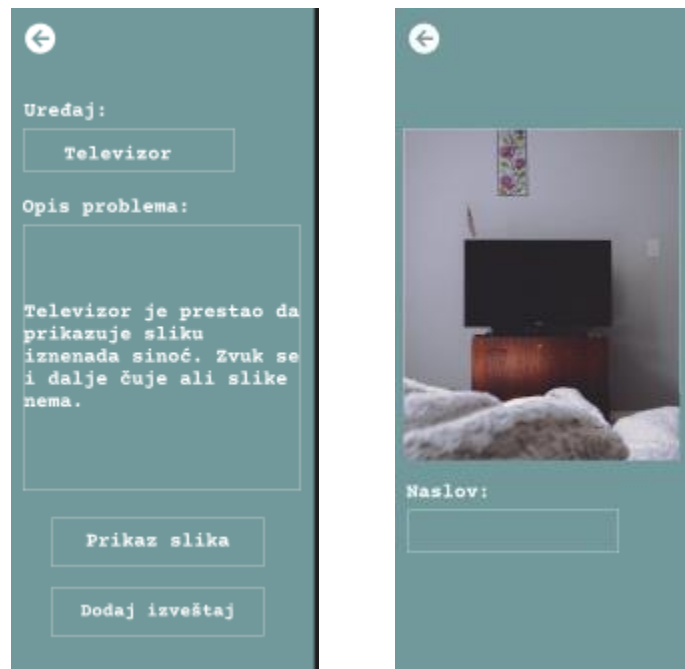 Uređaj:
Televizor
Opis problema:
Televizor je prestao da
prikazuje sliku
iznenada sinoć. Zvuk se
i dalje čuje ali slike
nema.
Prikaz slika
Dodaj izveštaj
Naslov: